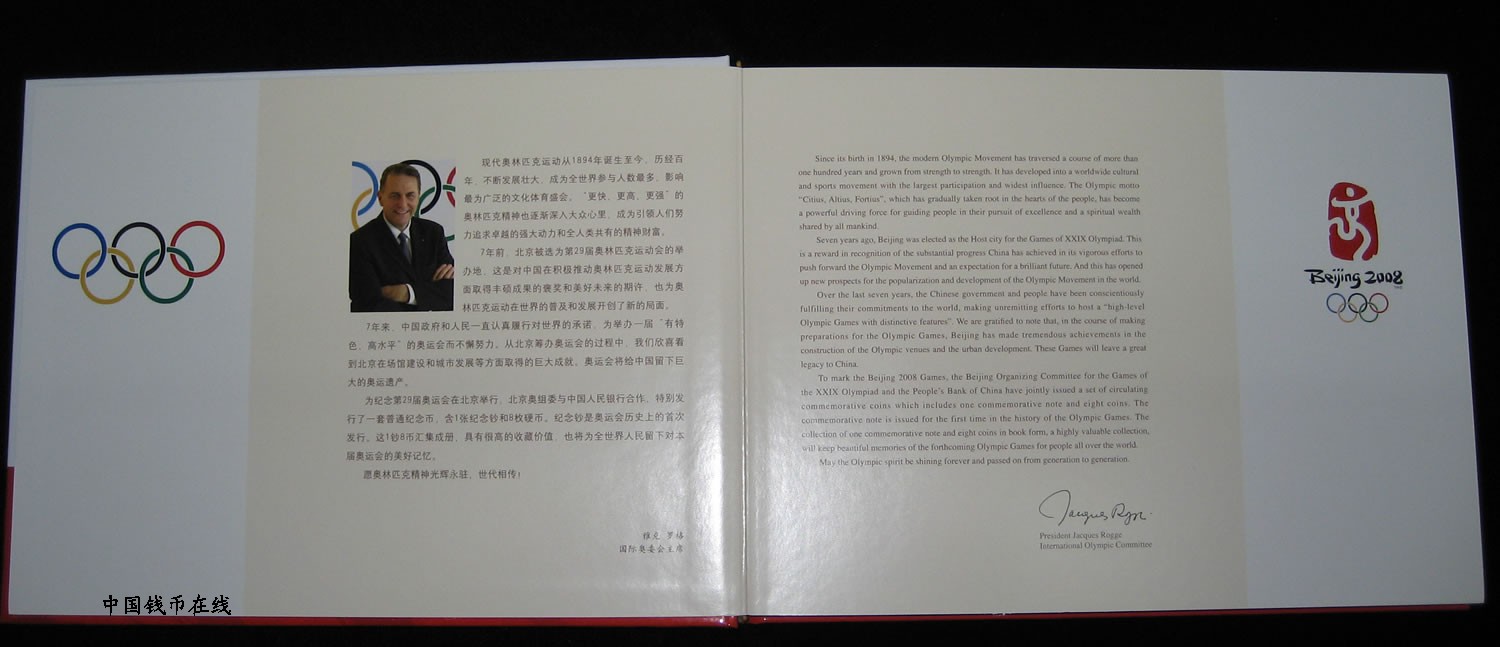 现代奥林匹克运动从1894年诞生至今，历经百
年，不断发展壮大，成为全世界参与人数最多、影响
最为广泛的文化体育盛会。“更快、更高、更强”的
奥林匹克精神也逐渐深入大众心里，成为引领人们努
力追求卓越的强大动力和全人类共有的精神财富。
7年前，北京被选为第29届奥林匹克运动会的举
办地，这是对中国在积极推动奥林匹克运动发展方
面取得丰硕成果的褒奖和美好未来的期许，也为奥
林匹克运动在世界的普及和发展开创了新的局面。
7年来，中国政府和人民一直认真履行对世界的承诺，为举办一届“有特
色、高水平”的奥运会而不懈努力。从北京筹办奥运会的过程中，我们欣喜看
到北京在场馆建设和城市发展等方面取得的巨大成就。奥运会将给中国留下巨
大的奥运遗产。
为纪念第29届奥运会在北京举行，北京奥组委与中国人民银行合作，特别发
行了一套普通纪念币，含1张纪念钞和8枚硬币。纪念钞是奥运会历史上的首次
发行。这1钞8币汇集成册，具有很高的收藏价值，也将为全世界人民留下对本
届奥运会的美好记忆。
愿奥林匹克精神光辉永驻，世代相传！
雅克 罗格
国际奥委会主席
中国钱币在线
Since its birth in 1894, the modern Olympic Movement has traversed a course of more than
one hundred years and grown from strength to strength. It has developed into a worldwide cultural
and sports movement with the largest participation and widest influence. The Olympic motto
“Citius, Altius, Fortius”, which has gradually taken root in the hearts of the people, has become
a powerful driving force for guiding people in their pursuit of excellence and a spiritual wealth
shared by all mankind.
Seven years ago, Beijing was elected as the Host city for the Games of XXIX Olympiad. This
is a reward in recognition of the substantial progress China has achieved in its vigorous efforts to
push forward the Olympic Movement and an expectation for a brilliant future. And this has opened
up new prospects for the popularization and development of the Olympic Movement in the world.
Over the last seven years, the Chinese government and people have been conscientiously
fulfilling their commitments to the world, making unremitting efforts to host a “high-level
Olympic Games with distinctive features”. We are gratified to note that, in the course of making
preparations for the Olympic Games, Beijing has made tremendous achievements in the
construction of the Olympic venues and the urban development. These Games will leave a great
legacy to China.
To mark the Beijing 2008 Games, the Beijing Organizing Committee for the Games of
the XXIX Olympiad and the People's Bank of China have jointly issued a set of circulating
commemorative coins which includes one commemorative note and eight coins. The
commemorative note is issued for the first time in the history of the Olympic Games. The
collection of one commemorative note and eight coins in book form, a highly valuable collection,
will keep beautiful memories of the forthcoming Olympic Games for people all over the world.
May the Olympic spirit be shining forever and passed on from generation to generation.
Jacques Rogge
President Jacques Rogge
International Olympic Committee
Beijing 2008